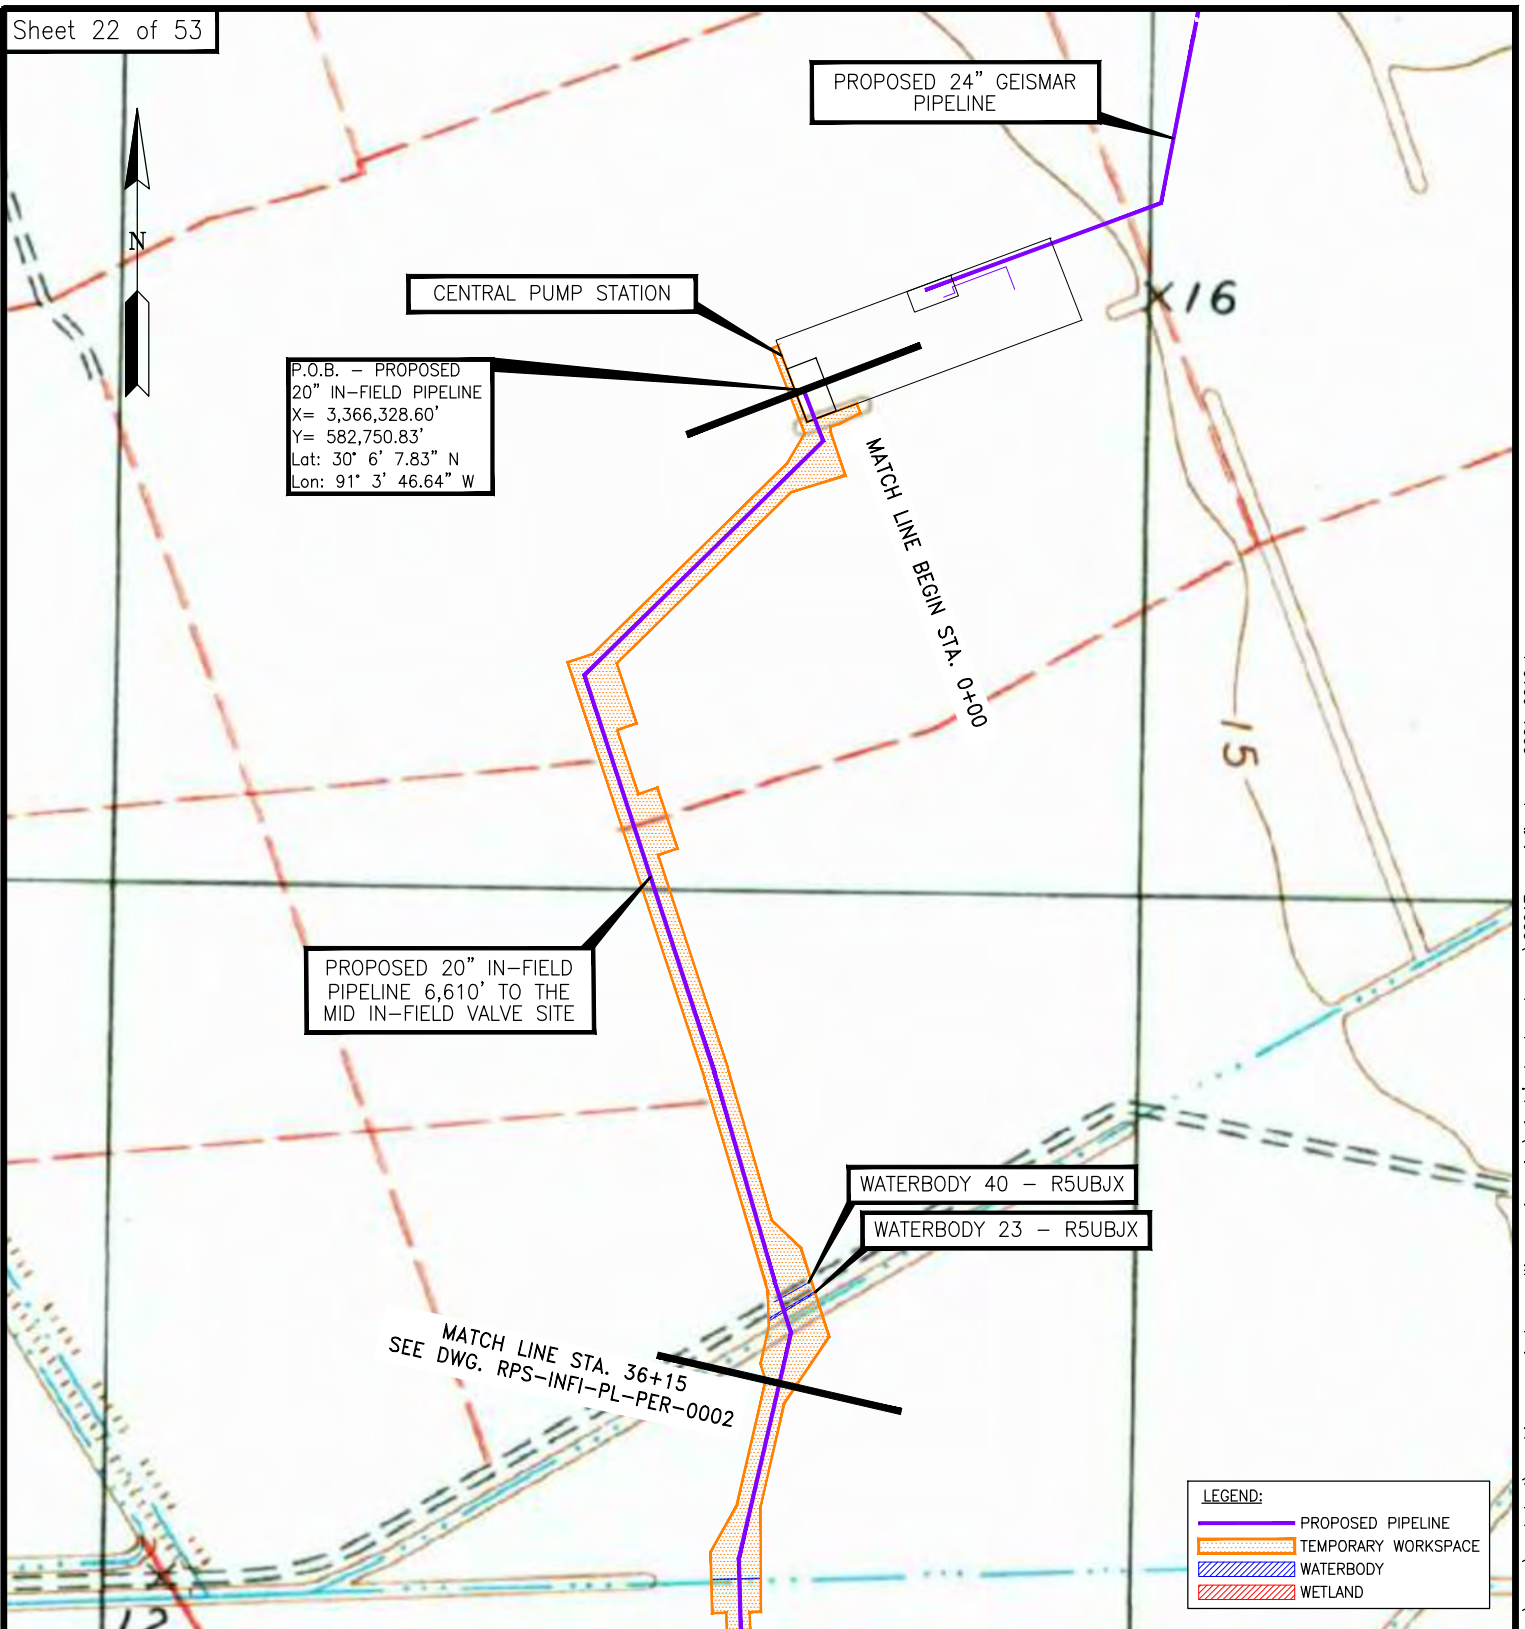 Sheet 22 of 53
PROPOSED 24" GEISMAR
PIPELINE
N
CENTRAL PUMP STATION
16
P.O.B. – PROPOSED
20" IN–FIELD PIPELINE
X= 3,366,328.60'
Y= 582,750.83'
Lat: 30° 6' 7.83" N
Lon: 91° 3' 46.64" W
MATCH LINE BEGIN STA. 0+00
15
PROPOSED 20" IN–FIELD
PIPELINE 6,610' TO THE
MID IN–FIELD VALVE SITE
WATERBODY 40 – R5UBJX
WATERBODY 23 – R5UBJX
MATCH LINE STA. 36+15
SEE DWG. RPS–INFI–PL–PER–0002
LEGEND:
PROPOSED PIPELINE
TEMPORARY WORKSPACE
WATERBODY
WETLAND